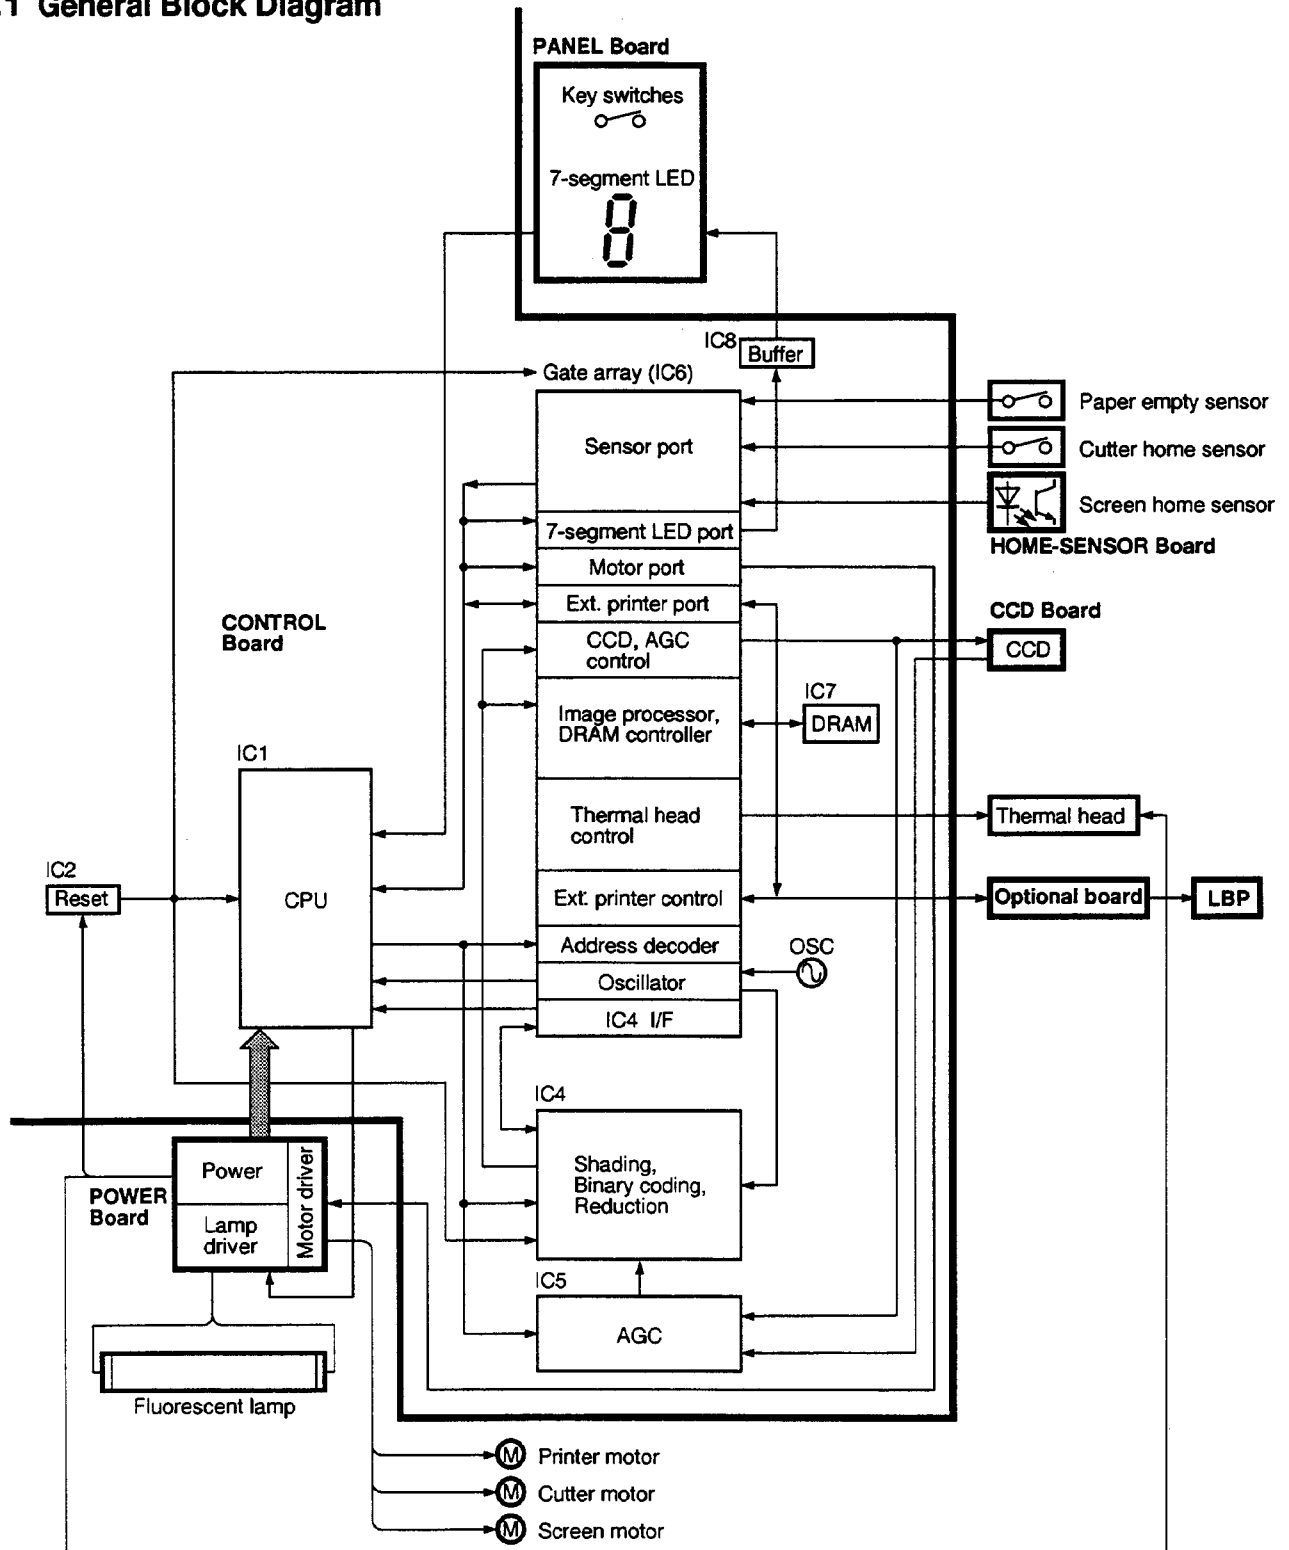 .1 General Block Diagram
PANEL Board
Key switches
7-segment LED
IC8
Buffer
Gate array (IC6)
Sensor port
7-segment LED port
Motor port
Ext. printer port
CCD, AGC
control
Image processor,
DRAM controller
Thermal head
control
Ext. printer control
Address decoder
Oscillator
IC4 I/F
Paper empty sensor
Cutter home sensor
Screen home sensor
HOME-SENSOR Board
CCD Board
CCD
IC7
DRAM
Thermal head
Optional board
LBP
OSC
CONTROL
Board
IC1
CPU
IC2
Reset
IC4
Shading,
Binary coding,
Reduction
IC5
AGC
POWER
Board
Power
Lamp
driver
Motor driver
Fluorescent lamp
M Printer motor
M Cutter motor
M Screen motor